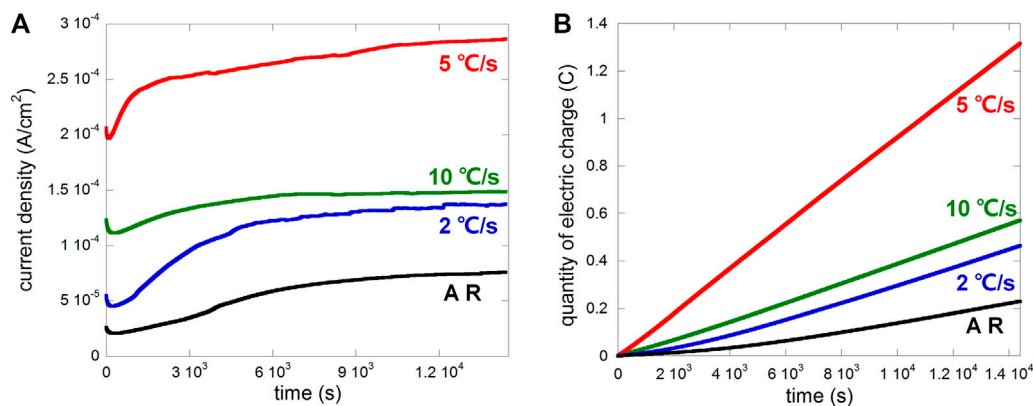 A
current density (A/cm²)
3 10⁻⁴
2.5 10⁻⁴
2 10⁻⁴
1.5 10⁻⁴
1 10⁻⁴
5 10⁻⁵
0
5 °C/s
10 °C/s
2 °C/s
A R
0 3 10³ 6 10³ 9 10³ 1.2 10⁴
time (s)
B
quantity of electric charge (C)
1.4
1.2
1
0.8
0.6
0.4
0.2
0
5 °C/s
10 °C/s
2 °C/s
A R
0 2 10³ 4 10³ 6 10³ 8 10³ 1 10⁴ 1.2 10⁴ 1.4 10⁴
time (s)